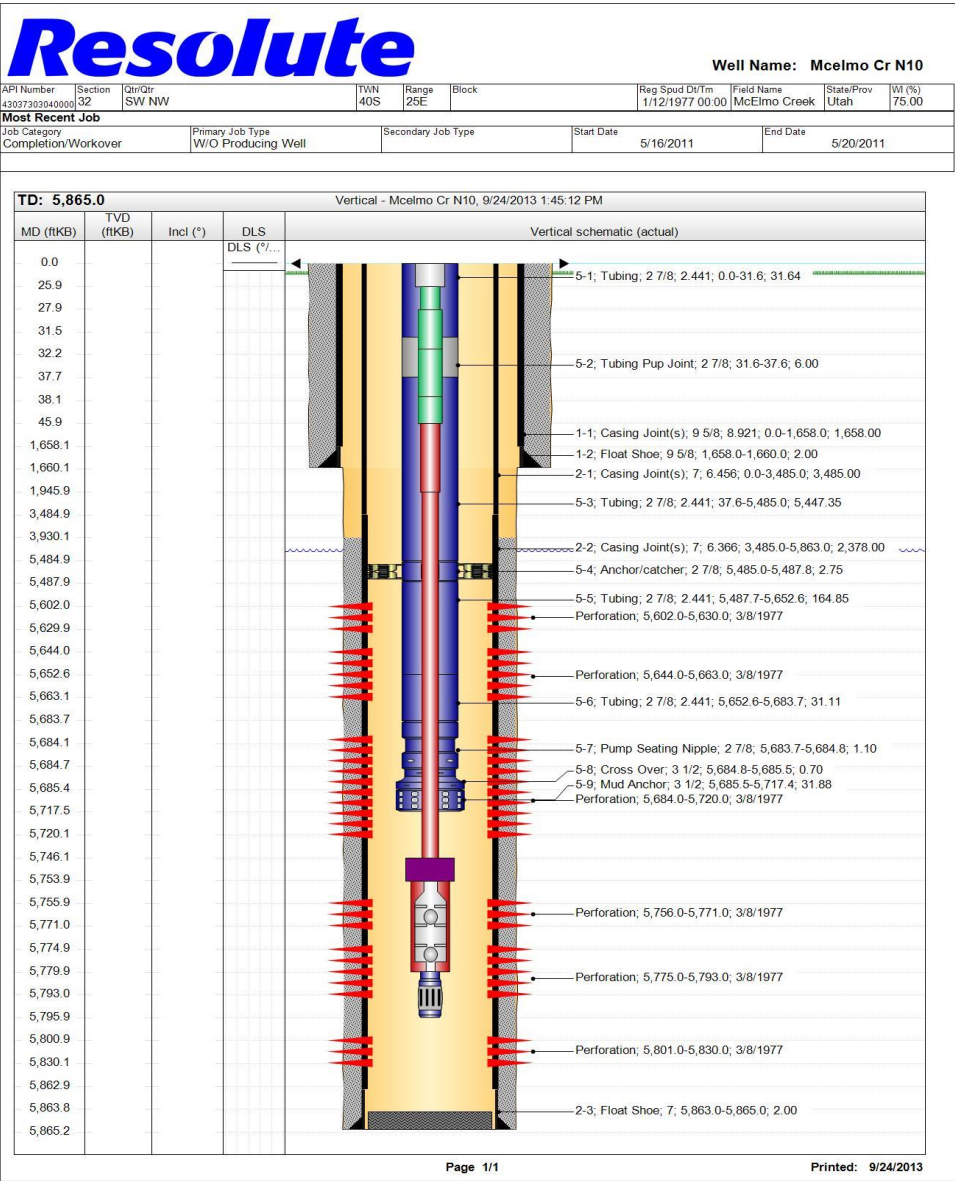 Resolute
Well Name: Mcelmo Cr N10
API Number Section Qtr/Qtr TWN Range Block Reg Spud Dt/Tm Field Name State/Prov WI (%)
43037303040000 32 SW NW 40S 25E 1/12/1977 00:00 McElmo Creek Utah 75.00
Most Recent Job
Job Category Primary Job Type Secondary Job Type Start Date End Date
Completion/Workover W/O Producing Well 5/16/2011 5/20/2011
TD: 5,865.0 Vertical - Mcelmo Cr N10, 9/24/2013 1:45:12 PM
MD (ftKB) TVD (ftKB) Incl (°) DLS Vertical schematic (actual)
DLS (°/...
0.0
25.9
27.9
31.5
32.2
37.7
38.1
45.9
1,658.1
1,660.1
1,945.9
3,484.9
3,930.1
5,484.9
5,487.9
5,602.0
5,629.9
5,644.0
5,652.6
5,663.1
5,683.7
5,684.1
5,684.7
5,685.4
5,717.5
5,720.1
5,746.1
5,753.9
5,755.9
5,771.0
5,774.9
5,779.9
5,793.0
5,795.9
5,800.9
5,830.1
5,862.9
5,863.8
5,865.2
5-1; Tubing; 2 7/8; 2.441; 0.0-31.6; 31.64
5-2; Tubing Pup Joint; 2 7/8; 31.6-37.6; 6.00
1-1; Casing Joint(s); 9 5/8; 8.921; 0.0-1,658.0; 1,658.00
1-2; Float Shoe; 9 5/8; 1,658.0-1,660.0; 2.00
2-1; Casing Joint(s); 7; 6.456; 0.0-3,485.0; 3,485.00
5-3; Tubing; 2 7/8; 2.441; 37.6-5,485.0; 5,447.35
2-2; Casing Joint(s); 7; 6.366; 3,485.0-5,863.0; 2,378.00
5-4; Anchor/catcher; 2 7/8; 5,485.0-5,487.8; 2.75
5-5; Tubing; 2 7/8; 2.441; 5,487.7-5,652.6; 164.85
Perforation; 5,602.0-5,630.0; 3/8/1977
Perforation; 5,644.0-5,663.0; 3/8/1977
5-6; Tubing; 2 7/8; 2.441; 5,652.6-5,683.7; 31.11
5-7; Pump Seating Nipple; 2 7/8; 5,683.7-5,684.8; 1.10
5-8; Cross Over; 3 1/2; 5,684.8-5,685.5; 0.70
5-9; Mud Anchor; 3 1/2; 5,685.5-5,717.4; 31.88
Perforation; 5,684.0-5,720.0; 3/8/1977
Perforation; 5,756.0-5,771.0; 3/8/1977
Perforation; 5,775.0-5,793.0; 3/8/1977
Perforation; 5,801.0-5,830.0; 3/8/1977
2-3; Float Shoe; 7; 5,863.0-5,865.0; 2.00
Page 1/1
Printed: 9/24/2013